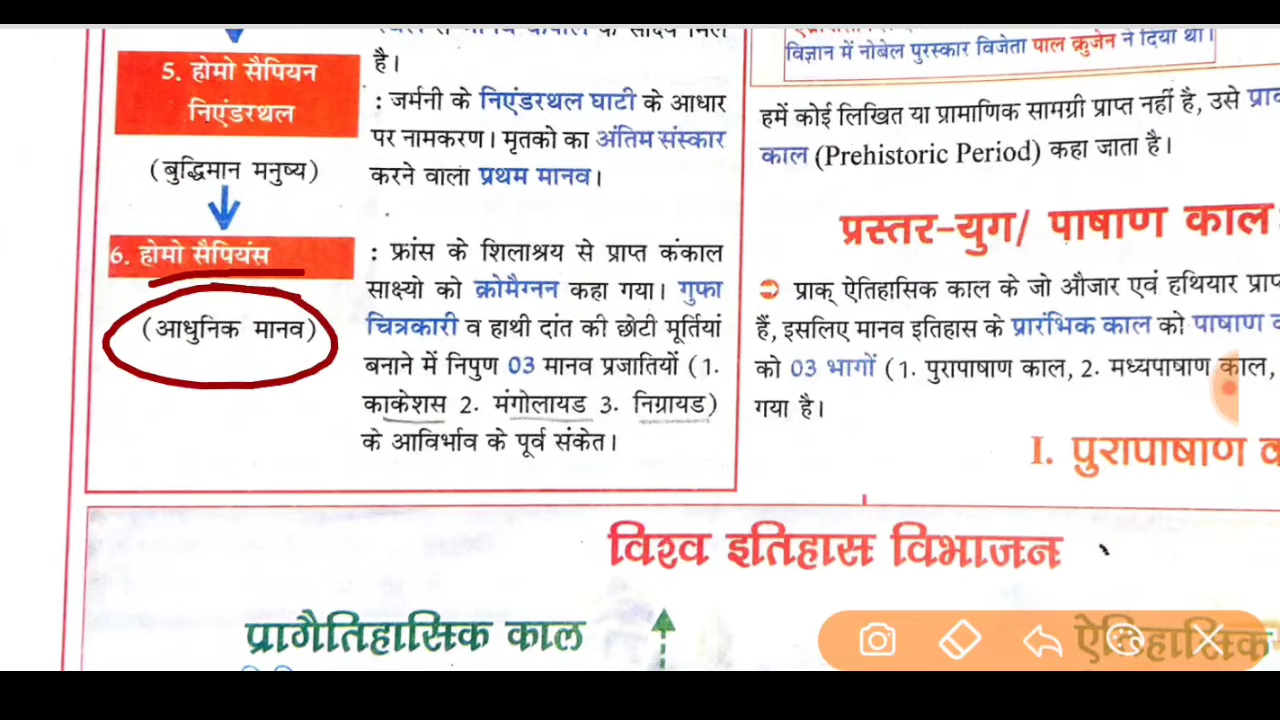 5. होमो सैपियन
निएंडरथल
(बुद्धिमान मनुष्य)
6. होमो सैपियंस
(आधुनिक मानव)
है।
: जर्मनी के निएंडरथल घाटी के आधार
पर नामकरण। मृतको का अंतिम संस्कार
करने वाला प्रथम मानव।
: फ्रांस के शिलाश्रय से प्राप्त कंकाल
साक्ष्यो को क्रोमैग्नन कहा गया। गुफा
चित्रकारी व हाथी दांत की छोटी मूर्तियां
बनाने में निपुण 03 मानव प्रजातियों (1.
काकेशस 2. मंगोलायड 3. निग्रायड)
के आविर्भाव के पूर्व संकेत।
विज्ञान में नोबेल पुरस्कार विजेता पाल क्रुजेन ने दिया था।
हमें कोई लिखित या प्रामाणिक सामग्री प्राप्त नहीं है, उसे
काल (Prehistoric Period) कहा जाता है।
प्रस्तर-युग/ पाषाण काल
प्राक् ऐतिहासिक काल के जो औजार एवं हथियार
हैं, इसलिए मानव इतिहास के प्रारंभिक काल को पाषाण
को 03 भागों (1. पुरापाषाण काल, 2. मध्यपाषाण काल,
गया है।
I. पुरापाषाण
विश्व इतिहास विभाजन
प्रागैतिहासिक काल
ऐतिहासिक